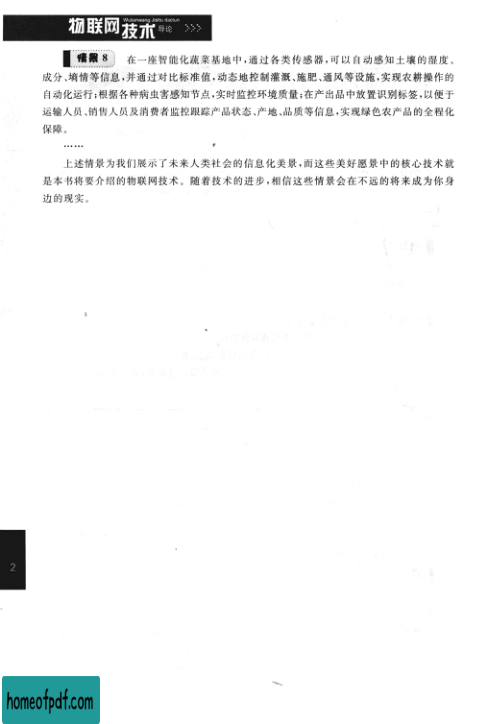 Wulianwang Jishu daolun
物联网技术导论 >>>
情景 8 在一座智能化蔬菜基地中,通过各类传感器,可以自动感知土壤的湿度、
成分、墒情等信息,并通过对比标准值,动态地控制灌溉、施肥、通风等设施,实现农耕操作的
自动化运行;根据各种病虫害感知节点,实时监控环境质量;在产出品中放置识别标签,以便于
运输人员、销售人员及消费者监控跟踪产品状态、产地、品质等信息,实现绿色农产品的全程化
保障。
……
上述情景为我们展示了未来人类社会的信息化美景,而这些美好愿景中的核心技术就
是本书将要介绍的物联网技术。随着技术的进步,相信这些情景会在不远的将来成为你身
边的现实。
2
homeofpdf.com